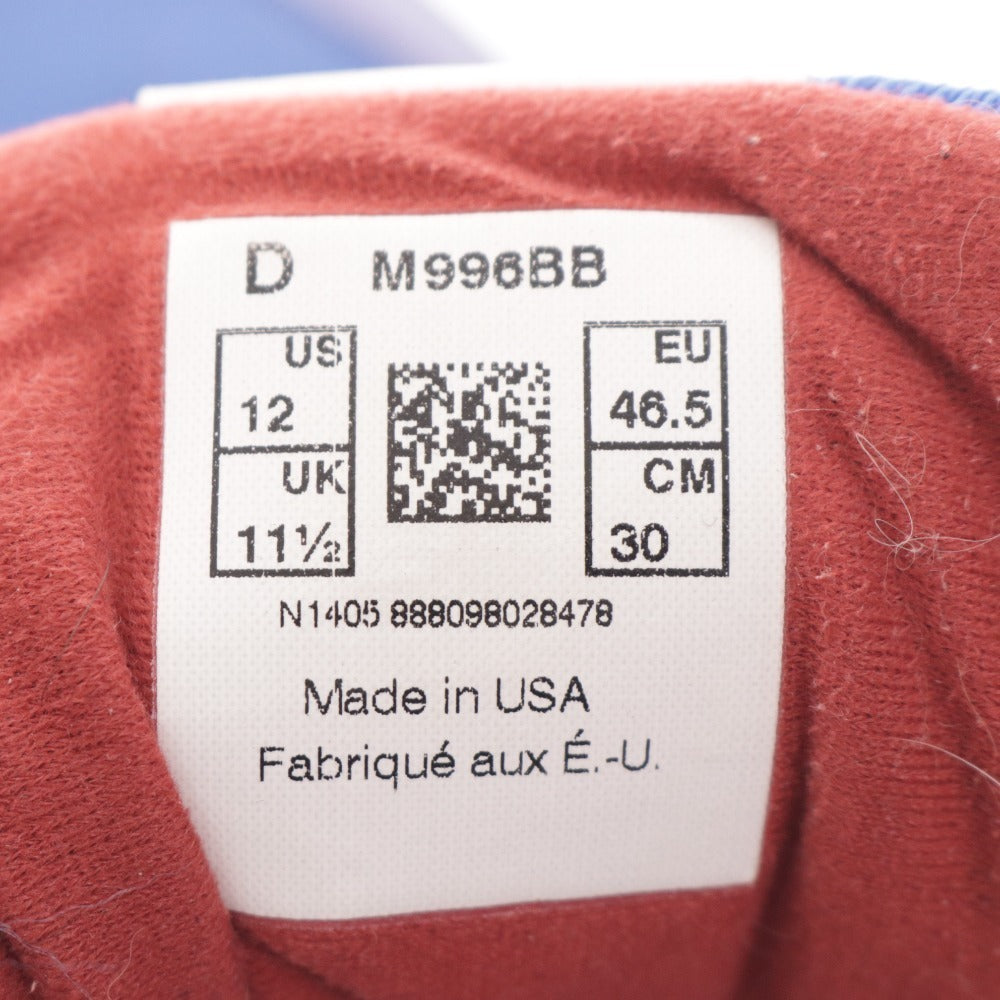 D M996BB
US
12
UK
11½
EU
46.5
CM
30
N1405 888098028478
Made in USA
Fabriqué aux É.-U.